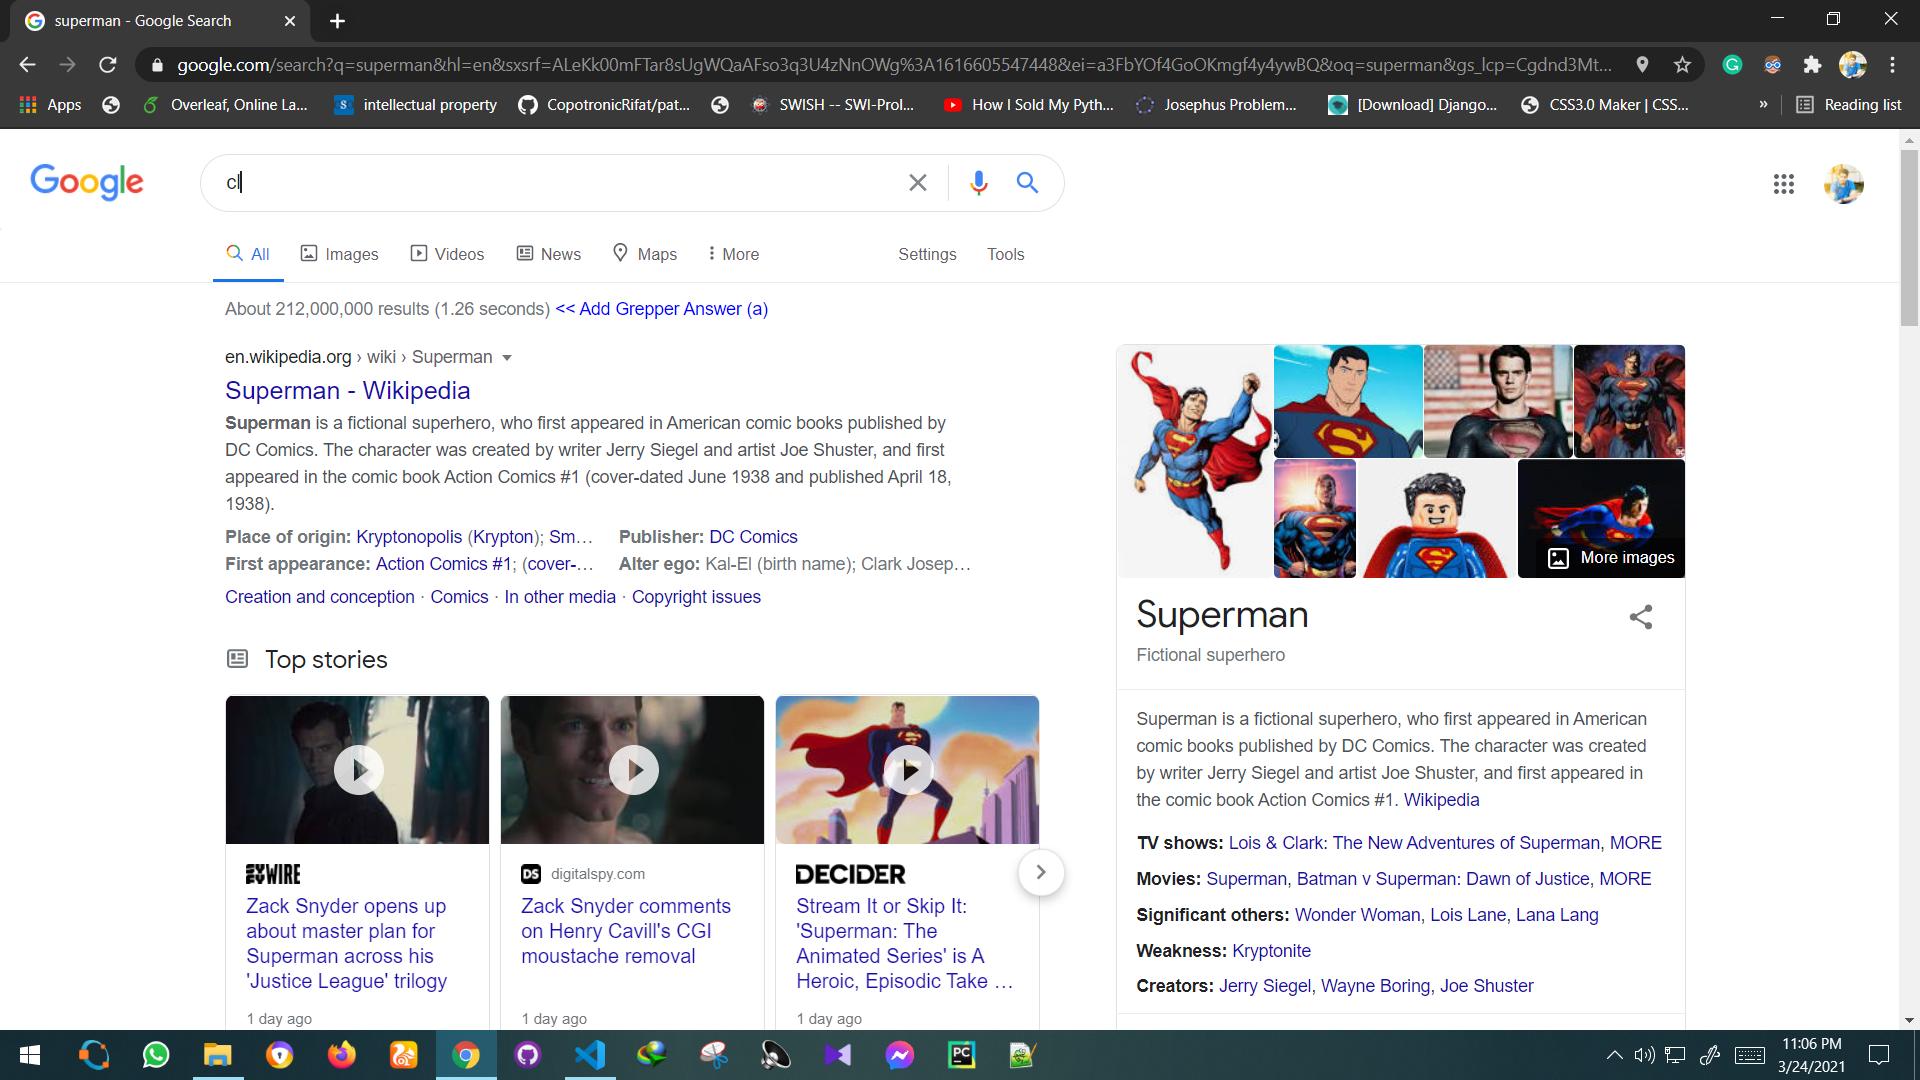 superman - Google Search
google.com/search?q=superman&hl=en&sxsrf=ALeKk00mFTar8sUgWQaAFso3q3U4zNnOWg%3A1616605547448&ei=a3FbYOf4GoOKmgf4y4ywBQ&oq=superman&gs_lcp=Cgdnd3Mt...
Apps
Overleaf, Online La...
intellectual property
CopotronicRifat/pat...
SWISH -- SWI-Prol...
How I Sold My Pyth...
Josephus Problem...
[Download] Django...
CSS3.0 Maker | CSS...
»
Reading list
Google
cl
All Images Videos News Maps More Settings Tools
About 212,000,000 results (1.26 seconds) << Add Grepper Answer (a)
en.wikipedia.org › wiki › Superman
Superman - Wikipedia
Superman is a fictional superhero, who first appeared in American comic books published by
DC Comics. The character was created by writer Jerry Siegel and artist Joe Shuster, and first
appeared in the comic book Action Comics #1 (cover-dated June 1938 and published April 18,
1938).
Place of origin: Kryptonopolis (Krypton); Sm... Publisher: DC Comics
First appearance: Action Comics #1; (cover-... Alter ego: Kal-El (birth name); Clark Josep...
Creation and conception · Comics · In other media · Copyright issues
Top stories
SYWIRE
Zack Snyder opens up
about master plan for
Superman across his
'Justice League' trilogy
1 day ago
DS digitalspy.com
Zack Snyder comments
on Henry Cavill's CGI
moustache removal
1 day ago
DECIDER
Stream It or Skip It:
'Superman: The
Animated Series' is A
Heroic, Episodic Take ...
1 day ago
More images
Superman
Fictional superhero
Superman is a fictional superhero, who first appeared in American
comic books published by DC Comics. The character was created
by writer Jerry Siegel and artist Joe Shuster, and first appeared in
the comic book Action Comics #1. Wikipedia
TV shows: Lois & Clark: The New Adventures of Superman, MORE
Movies: Superman, Batman v Superman: Dawn of Justice, MORE
Significant others: Wonder Woman, Lois Lane, Lana Lang
Weakness: Kryptonite
Creators: Jerry Siegel, Wayne Boring, Joe Shuster
PC
11:06 PM
3/24/2021